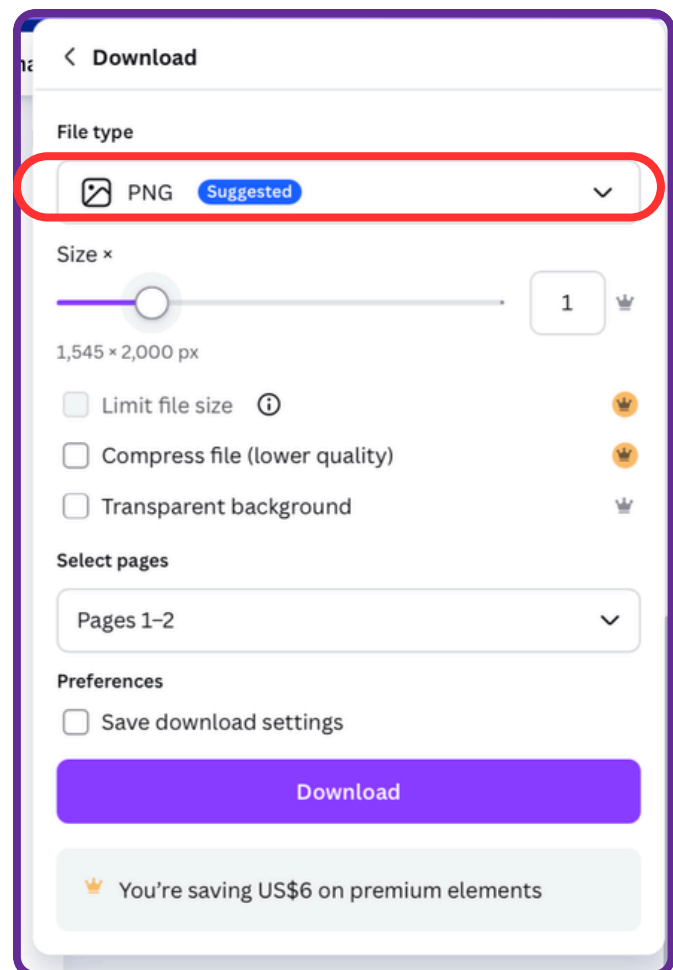 Download
File type
PNG Suggested
Size ×
1
1,545 × 2,000 px
Limit file size
Compress file (lower quality)
Transparent background
Select pages
Pages 1–2
Preferences
Save download settings
Download
You’re saving US$6 on premium elements